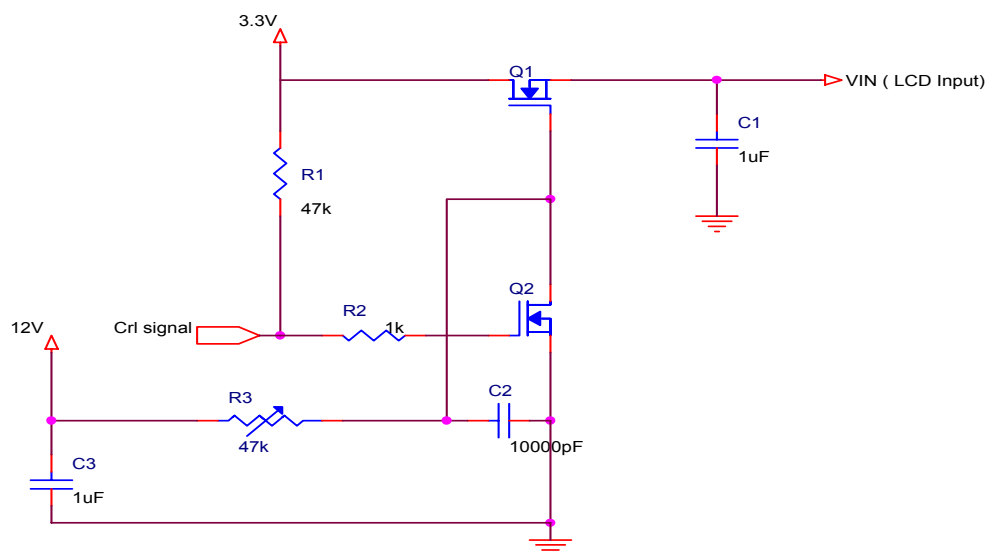 3.3V
Q1
VIN ( LCD Input)
C1
1uF
R1
47k
Q2
R2
1k
12V
Crl signal
C2
R3
10000pF
47k
C3
1uF